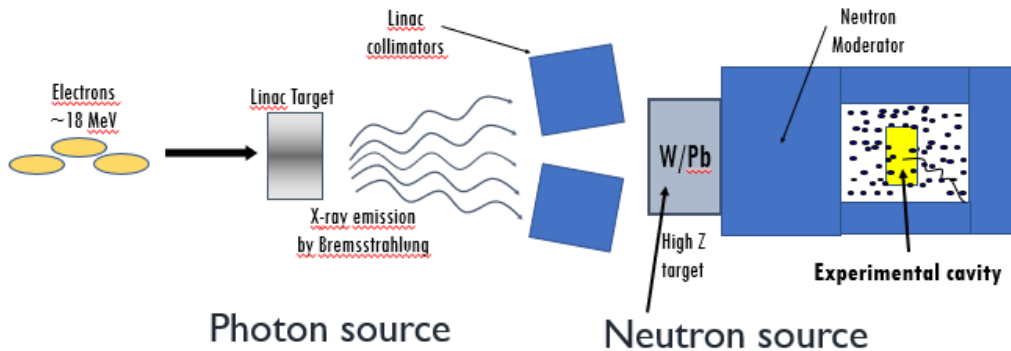 Electrons
~18 MeV
Linac Target
X-ray emission
by Bremsstrahlung
Linac
collimators
W/Pb
High Z
target
Neutron
Moderator
Experimental cavity
Photon source
Neutron source